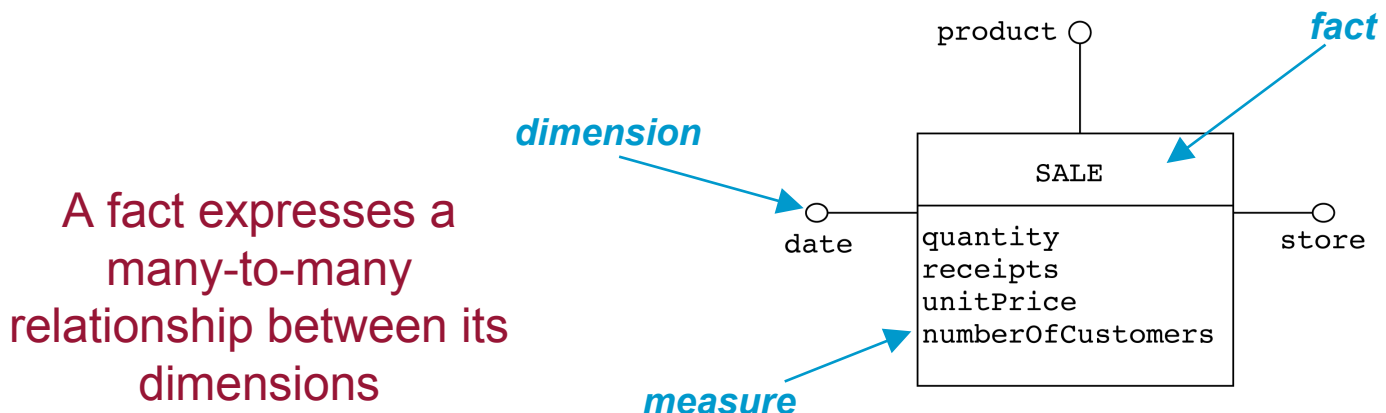 A fact expresses a
many-to-many
relationship between its
dimensions
product
fact
dimension
SALE
date
store
quantity
receipts
unitPrice
numberOfCustomers
measure